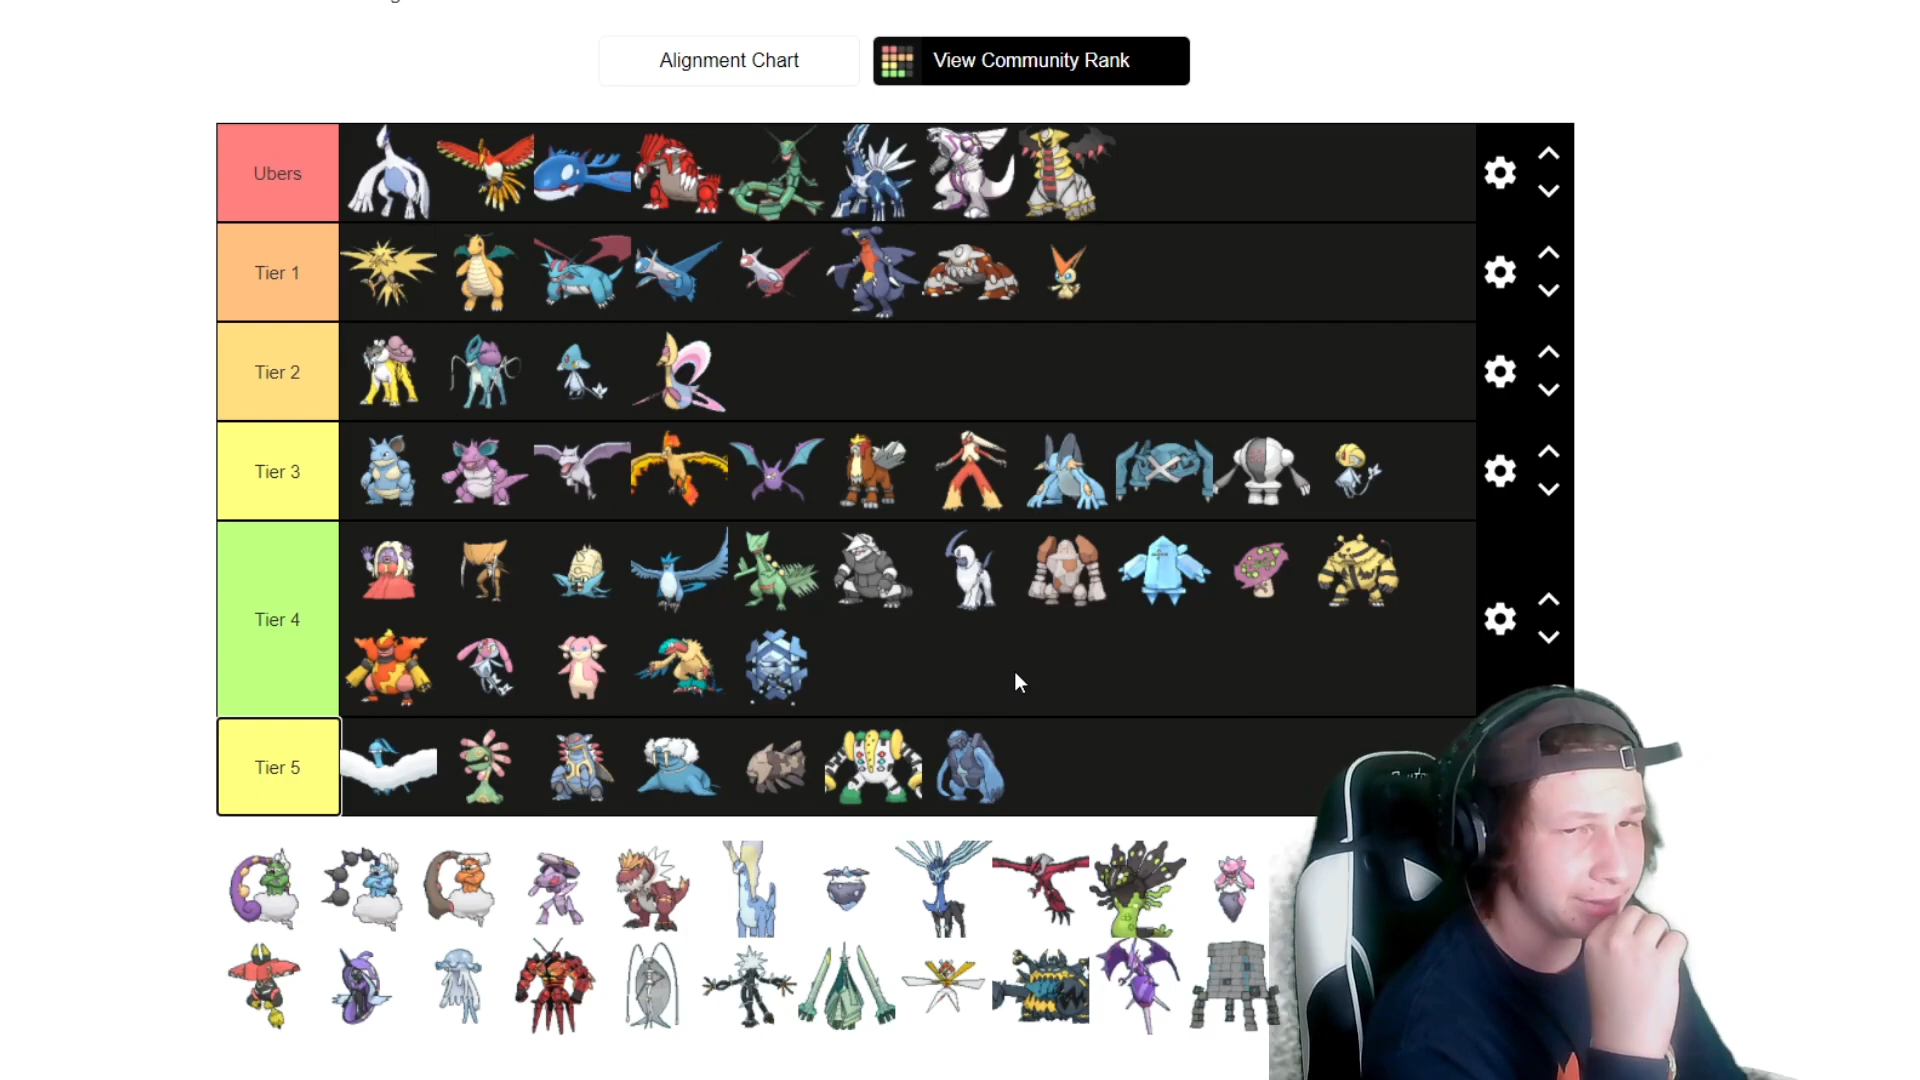 Alignment Chart
View Community Rank
Ubers
Tier 1
Tier 2
Tier 3
Tier 4
Tier 5